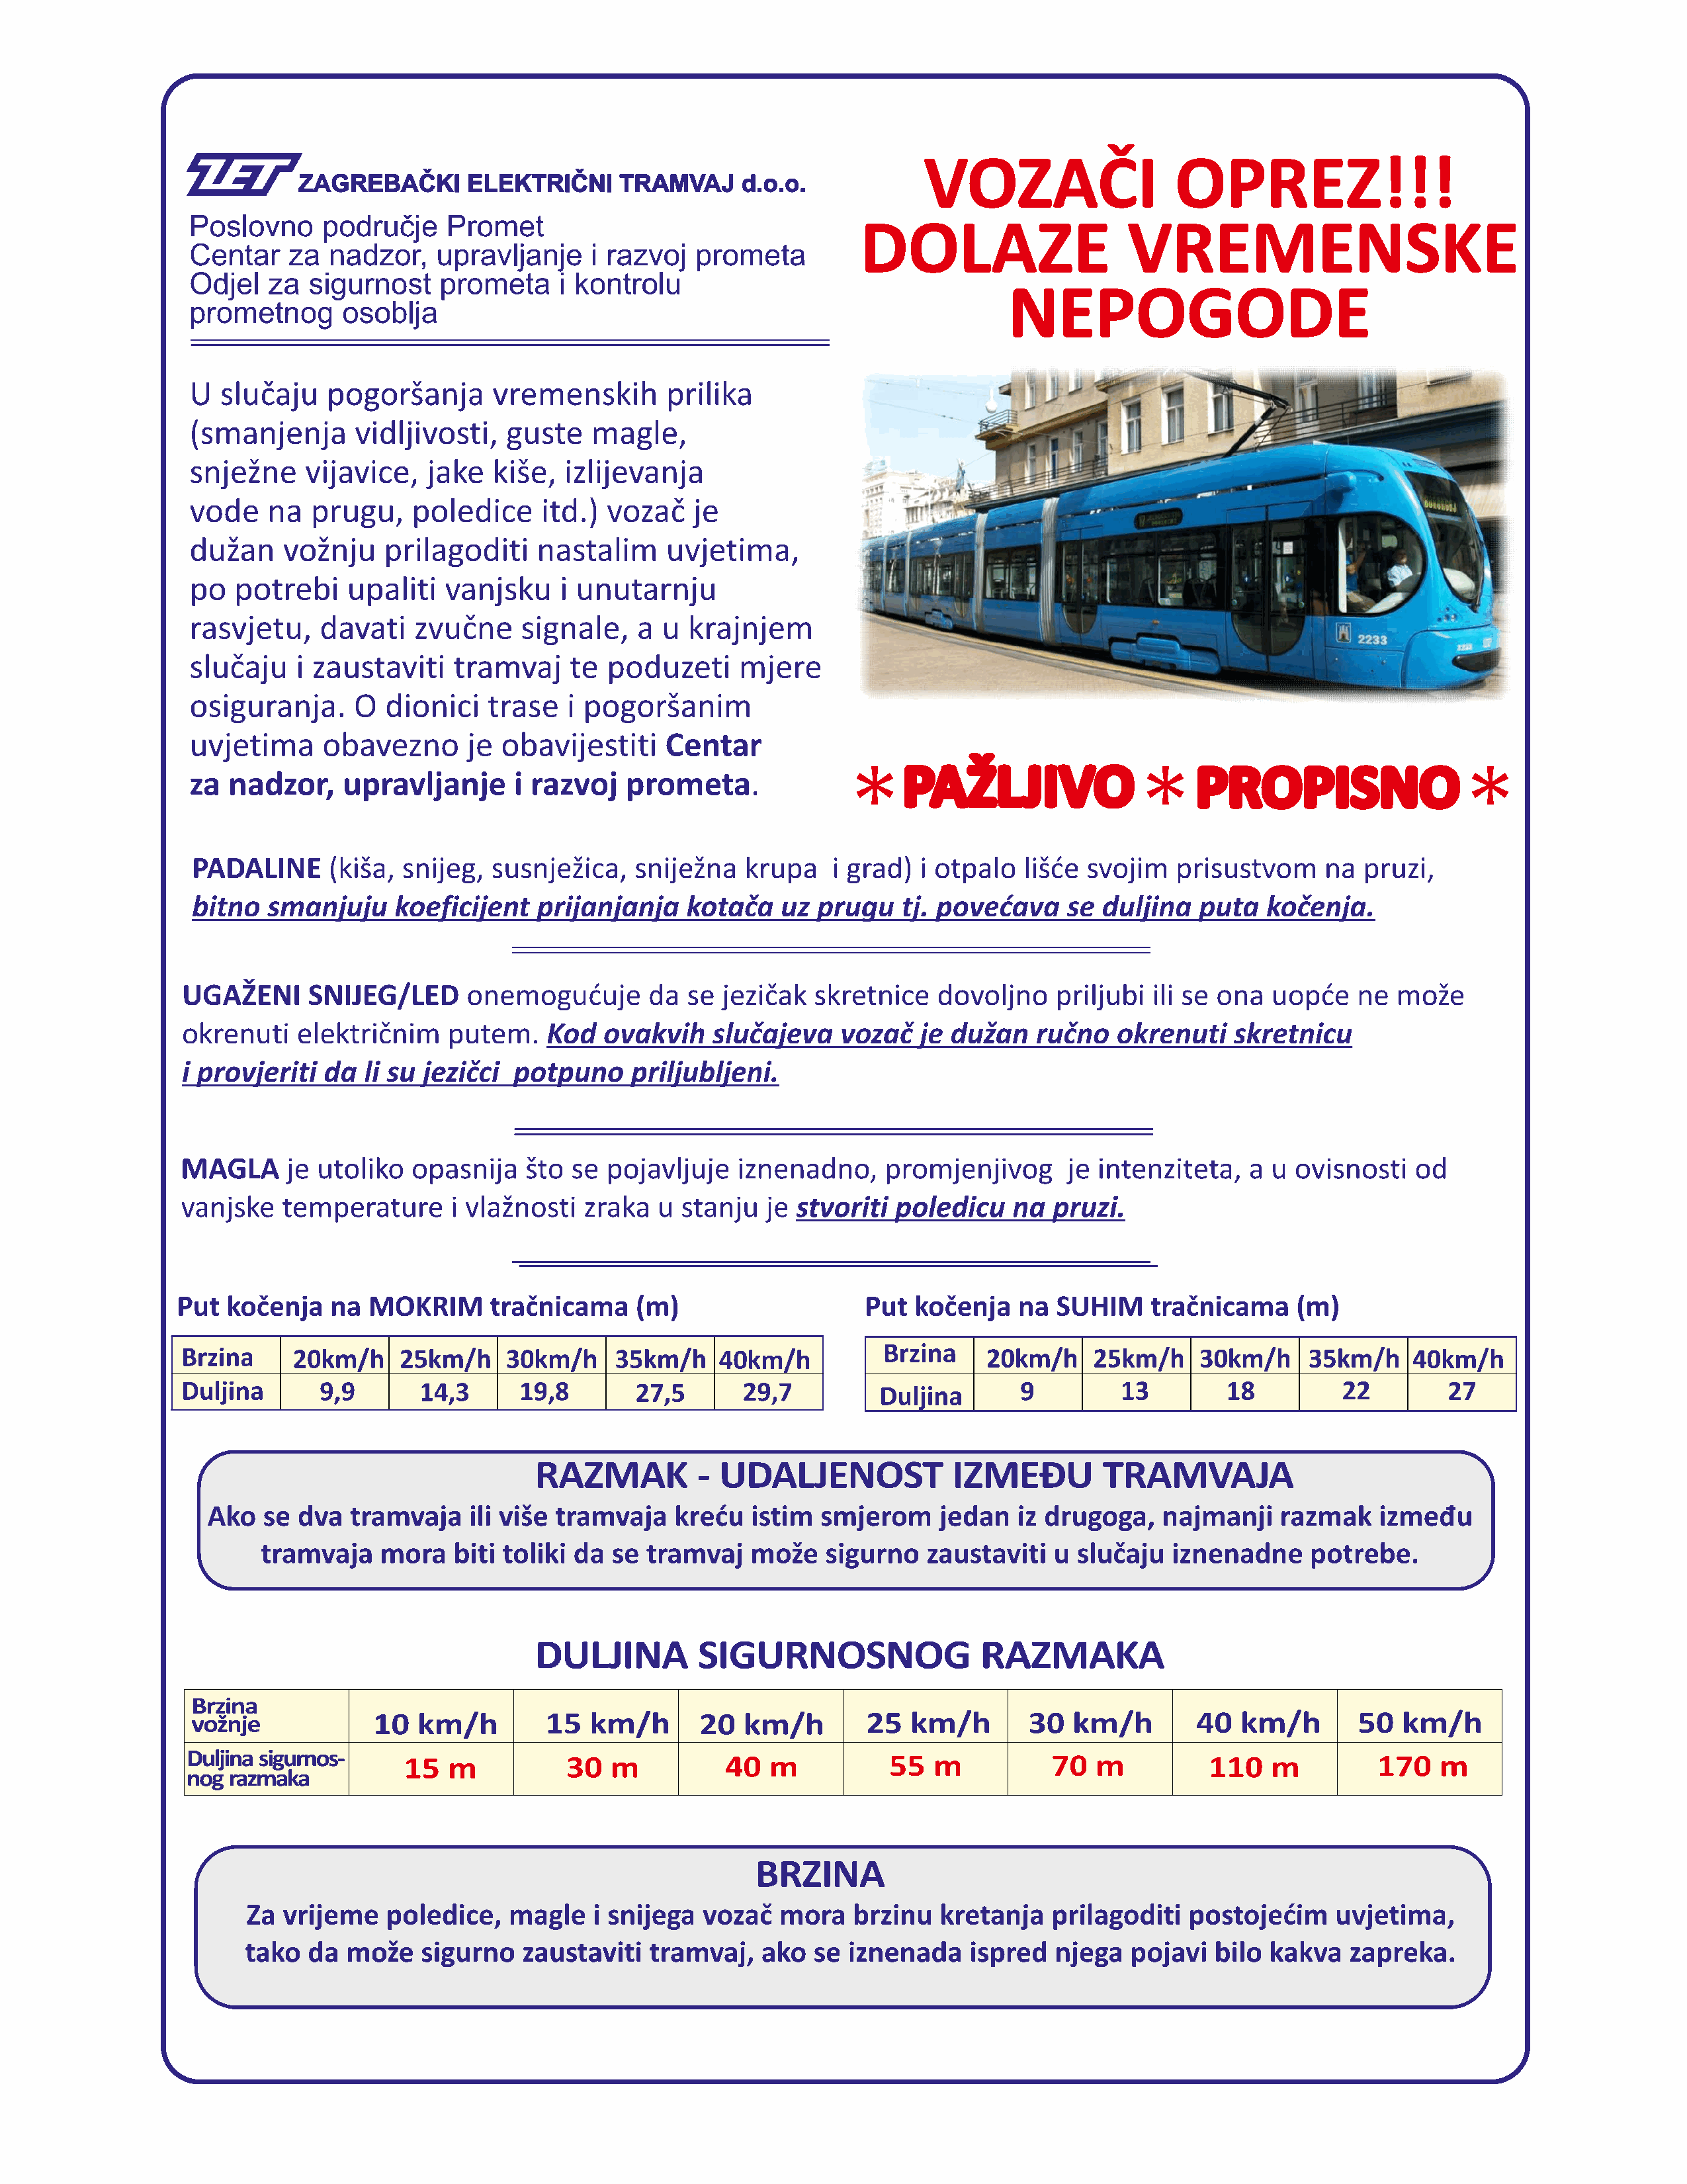 ZET ZAGREBAČKI ELEKTRIČNI TRAMVAJ d.o.o.
Poslovno područje Promet
Centar za nadzor, upravljanje i razvoj prometa
Odjel za sigurnost prometa i kontrolu
prometnog osoblja
VOZAČI OPREZ!!!
DOLAZE VREMENSKE
NEPOGODE
U slučaju pogoršanja vremenskih prilika
(smanjenja vidljivosti, guste magle,
snježne vijavice, jake kiše, izlijevanja
vode na prugu, poledice itd.) vozač je
dužan vožnju prilagoditi nastalim uvjetima,
po potrebi upaliti vanjsku i unutarnju
rasvjetu, davati zvučne signale, a u krajnjem
slučaju i zaustaviti tramvaj te poduzeti mjere
osiguranja. O dionici trase i pogoršanim
uvjetima obavezno je obavijestiti Centar
za nadzor, upravljanje i razvoj prometa.
2233
* PAŽLJIVO * PROPISNO *
PADALINE (kiša, snijeg, susnježica, sniježna krupa i grad) i otpalo lišće svojim prisustvom na pruzi,
bitno smanjuju koeficijent prijanjanja kotača uz prugu tj. povećava se duljina puta kočenja.
UGAŽENI SNIJEG/LED onemogućuje da se jezičak skretnice dovoljno priljubi ili se ona uopće ne može
okrenuti električnim putem. Kod ovakvih slučajeva vozač je dužan ručno okrenuti skretnicu
i provjeriti da li su jezičci potpuno priljubljeni.
MAGLA je utoliko opasnija što se pojavljuje iznenadno, promjenjivog je intenziteta, a u ovisnosti od
vanjske temperature i vlažnosti zraka u stanju je stvoriti poledicu na pruzi.
Put kočenja na MOKRIM tračnicama (m)
Brzina 20km/h 25km/h 30km/h 35km/h 40km/h
Duljina 9,9 14,3 19,8 27,5 29,7
Put kočenja na SUHIM tračnicama (m)
Brzina 20km/h 25km/h 30km/h 35km/h 40km/h
Duljina 9 13 18 22 27
RAZMAK - UDALJENOST IZMEĐU TRAMVAJA
Ako se dva tramvaja ili više tramvaja kreću istim smjerom jedan iz drugoga, najmanji razmak između
tramvaja mora biti toliki da se tramvaj može sigurno zaustaviti u slučaju iznenadne potrebe.
DULJINA SIGURNOSNOG RAZMAKA
Brzina
vožnje 10 km/h 15 km/h 20 km/h 25 km/h 30 km/h 40 km/h 50 km/h
Duljina sigurnos-
nog razmaka 15 m 30 m 40 m 55 m 70 m 110 m 170 m
BRZINA
Za vrijeme poledice, magle i snijega vozač mora brzinu kretanja prilagoditi postojećim uvjetima,
tako da može sigurno zaustaviti tramvaj, ako se iznenada ispred njega pojavi bilo kakva zapreka.